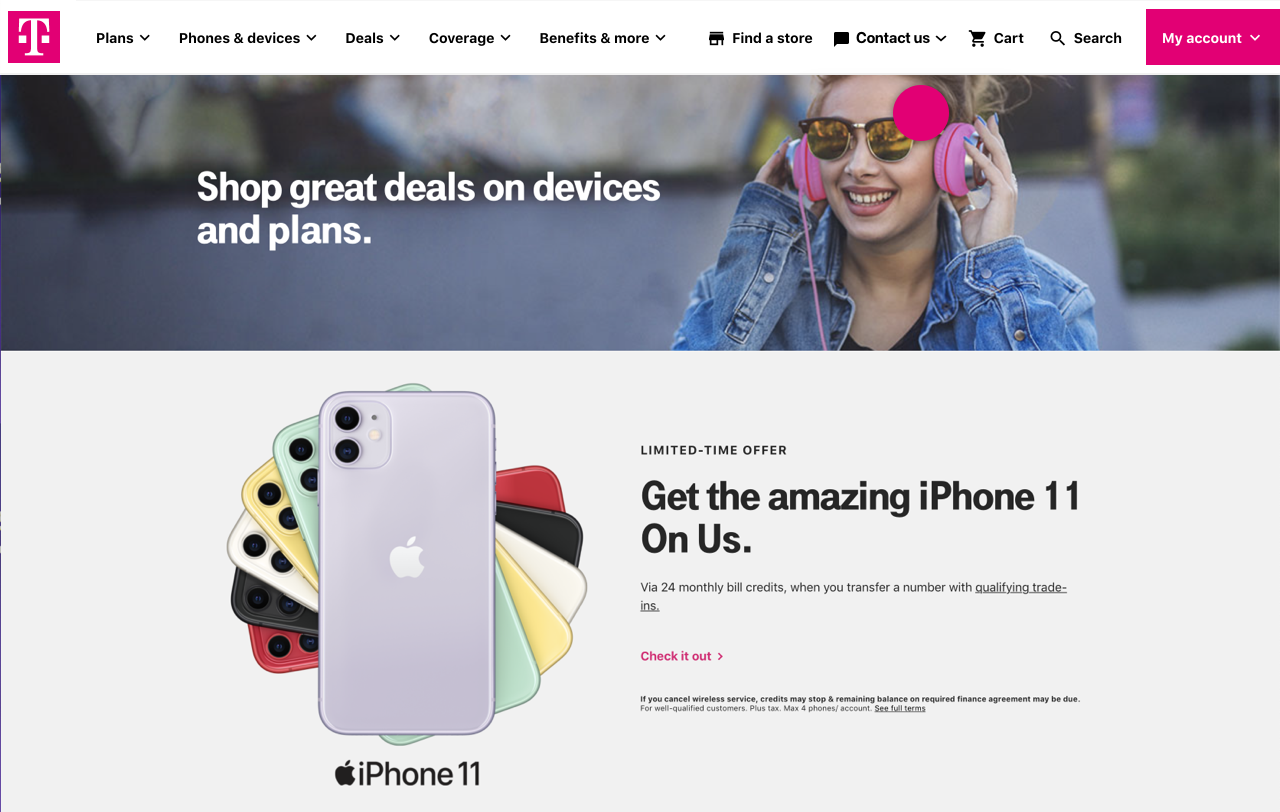 T
Plans
Phones & devices
Deals
Coverage
Benefits & more
Find a store
Contact us
Cart
Search
My account
Shop great deals on devices
and plans.
LIMITED-TIME OFFER
Get the amazing iPhone 11
On Us.
Via 24 monthly bill credits, when you transfer a number with qualifying trade-
ins.
Check it out
If you cancel wireless service, credits may stop & remaining balance on required finance agreement may be due.
For well-qualified customers. Plus tax. Max 4 phones/ account. See full terms
iPhone 11